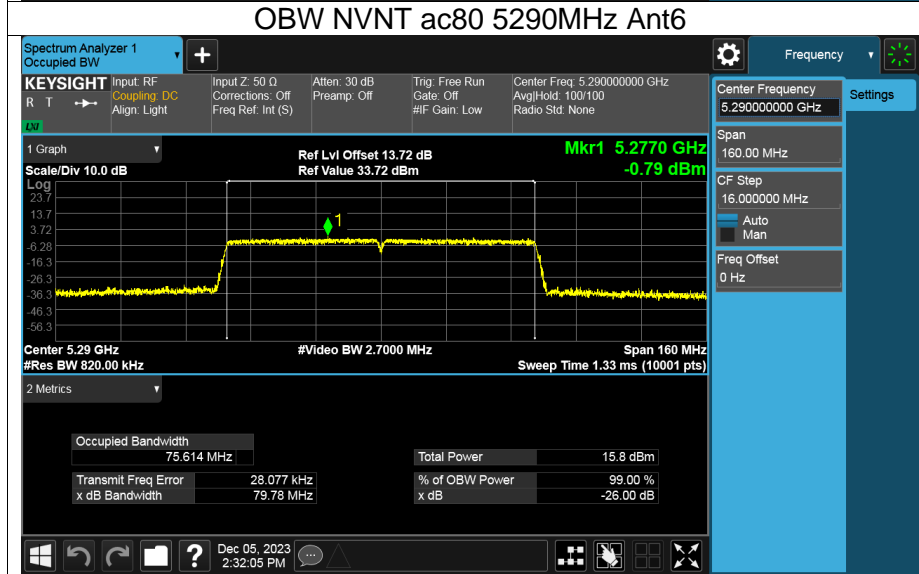 OBW NVNT ac80 5290MHz Ant6
Spectrum Analyzer 1
Occupied BW
+
Frequency
KEYSIGHT
R T
LXI
Input: RF
Coupling: DC
Align: Light
Input Z: 50 Ω
Corrections: Off
Freq Ref: Int (S)
Atten: 30 dB
Preamp: Off
Trig: Free Run
Gate: Off
#IF Gain: Low
Center Freq: 5.290000000 GHz
Avg|Hold: 100/100
Radio Std: None
Center Frequency
5.290000000 GHz
Settings
Span
160.00 MHz
CF Step
16.000000 MHz
Auto
Man
Freq Offset
0 Hz
1 Graph
Scale/Div 10.0 dB
Ref Lvl Offset 13.72 dB
Ref Value 33.72 dBm
Mkr1 5.2770 GHz
-0.79 dBm
Log
23.7
13.7
3.72
-6.28
-16.3
-26.3
-36.3
-46.3
-56.3
1
Center 5.29 GHz
#Video BW 2.7000 MHz
Span 160 MHz
#Res BW 820.00 kHz
Sweep Time 1.33 ms (10001 pts)
2 Metrics
Occupied Bandwidth
75.614 MHz
Total Power 15.8 dBm
Transmit Freq Error 28.077 kHz
% of OBW Power 99.00 %
x dB Bandwidth 79.78 MHz
x dB -26.00 dB
?
Dec 05, 2023
2:32:05 PM